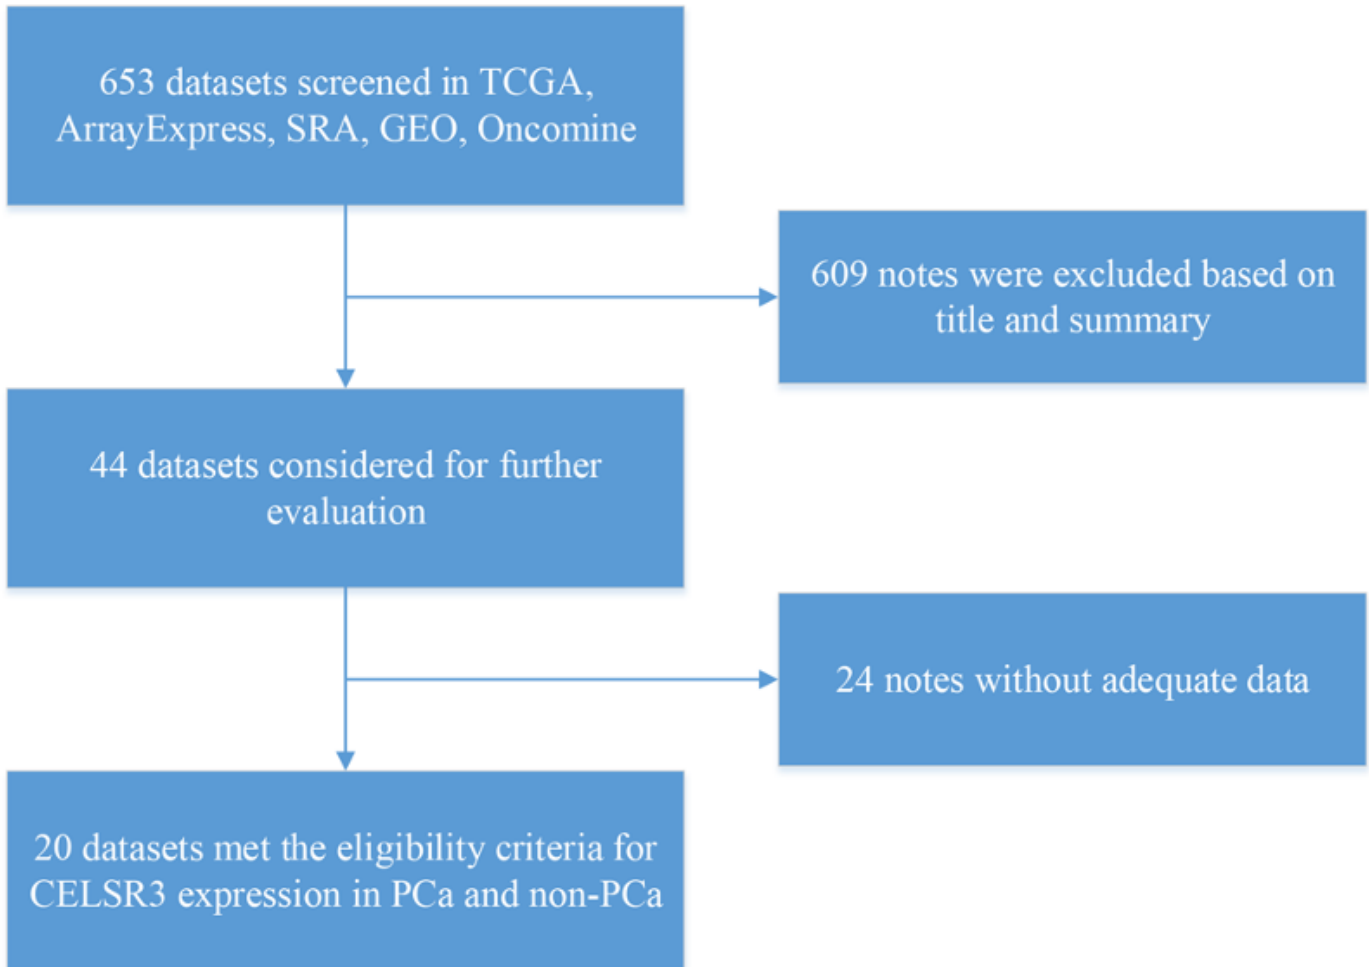 653 datasets screened in TCGA,
ArrayExpress, SRA, GEO, Oncomine
609 notes were excluded based on
title and summary
44 datasets considered for further
evaluation
24 notes without adequate data
20 datasets met the eligibility criteria for
CELSR3 expression in PCa and non-PCa